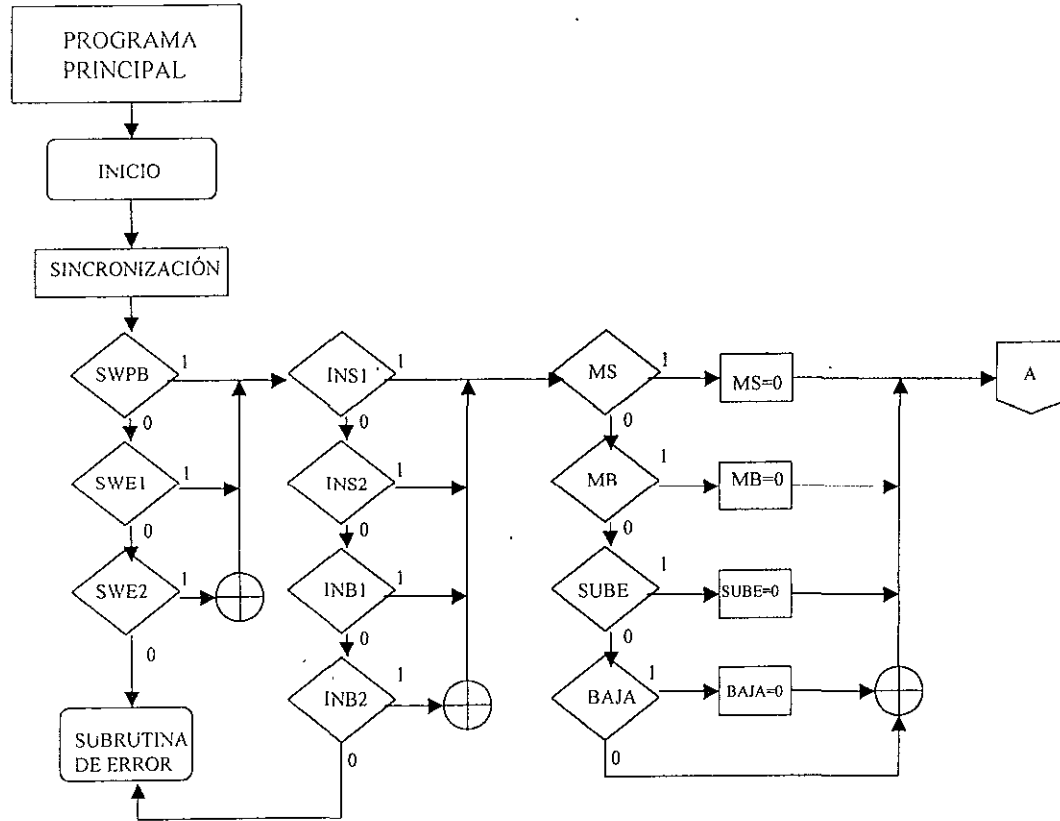 PROGRAMA
PRINCIPAL
INICIO
SINCRONIZACIÓN
SWPB
1
0
SWE1
1
0
SWE2
1
0
SUBRUTINA
DE ERROR
INS1
1
0
INS2
1
0
INB1
1
0
INB2
1
0
MS
1
MS=0
0
MB
1
MB=0
0
SUBE
1
SUBE=0
0
BAJA
1
BAJA=0
0
A